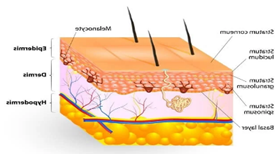 Melanocyte
Epidermis
Dermis
Hypodermis
Stratum corneum
Stratum
lucidum
Stratum
granulosum
Stratum
spinosum
Basal layer